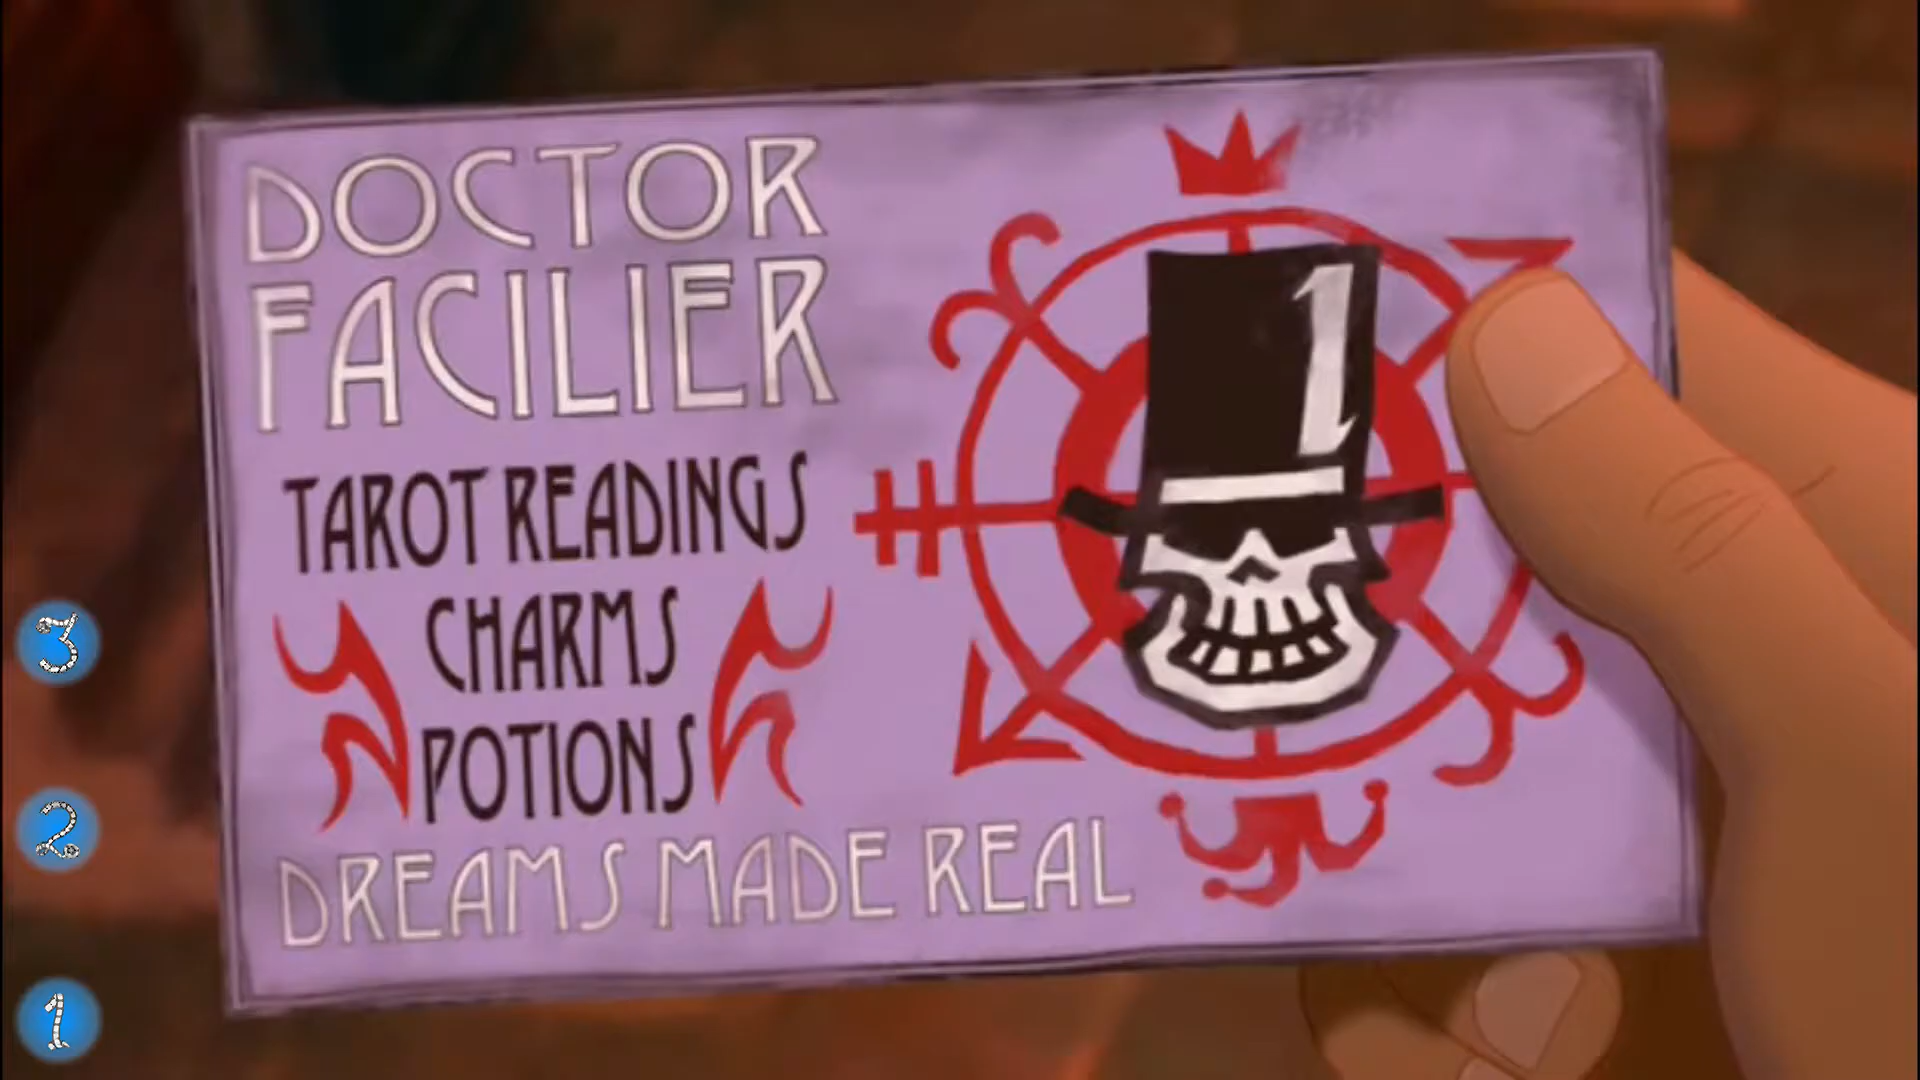 DOCTOR
FACILIER
TAROT READINGS
CHARMS
POTIONS
DREAMS MADE REAL
1
3
2
1